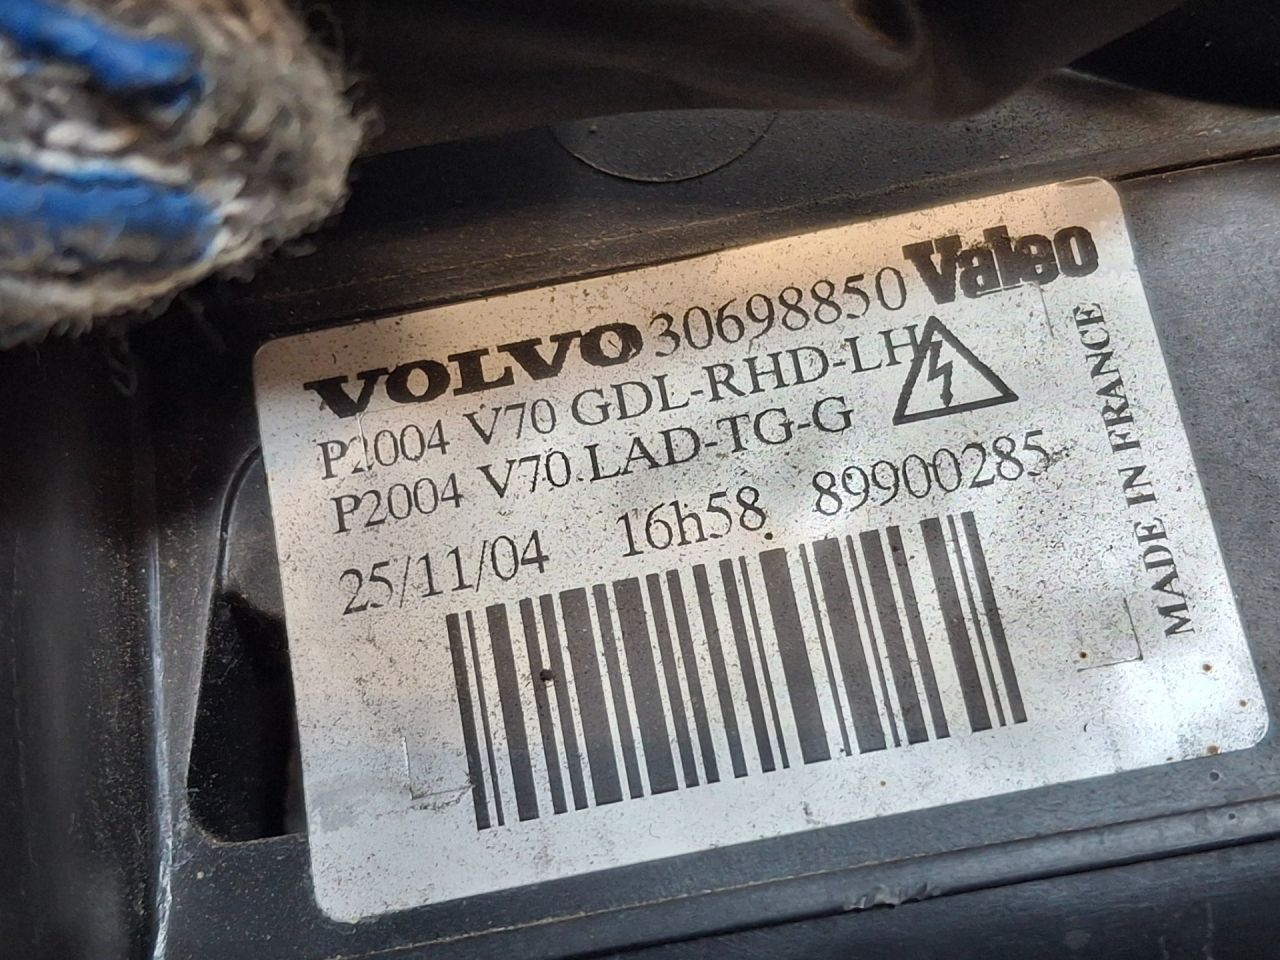 VOLVO 30698850 Valeo
P2004 V70 GDL-RHD-LH
P2004 V70.LAD-TG-G
25/11/04 16h58 89900285
MADE IN FRANCE